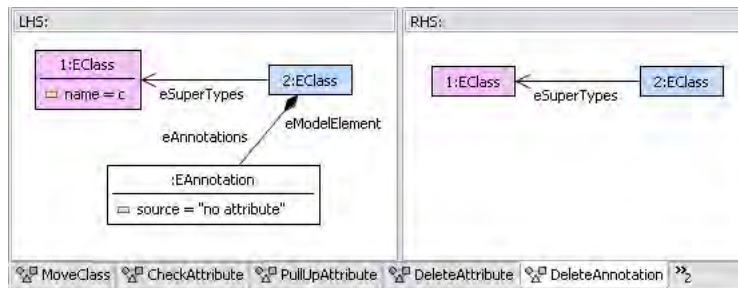 LHS:
1:EClass
name = c
eSuperTypes
2:EClass
eAnnotations
eModelElement
:EAnnotation
source = "no attribute"
RHS:
1:EClass
eSuperTypes
2:EClass
MoveClass CheckAttribute PullUpAttribute DeleteAttribute DeleteAnnotation »2